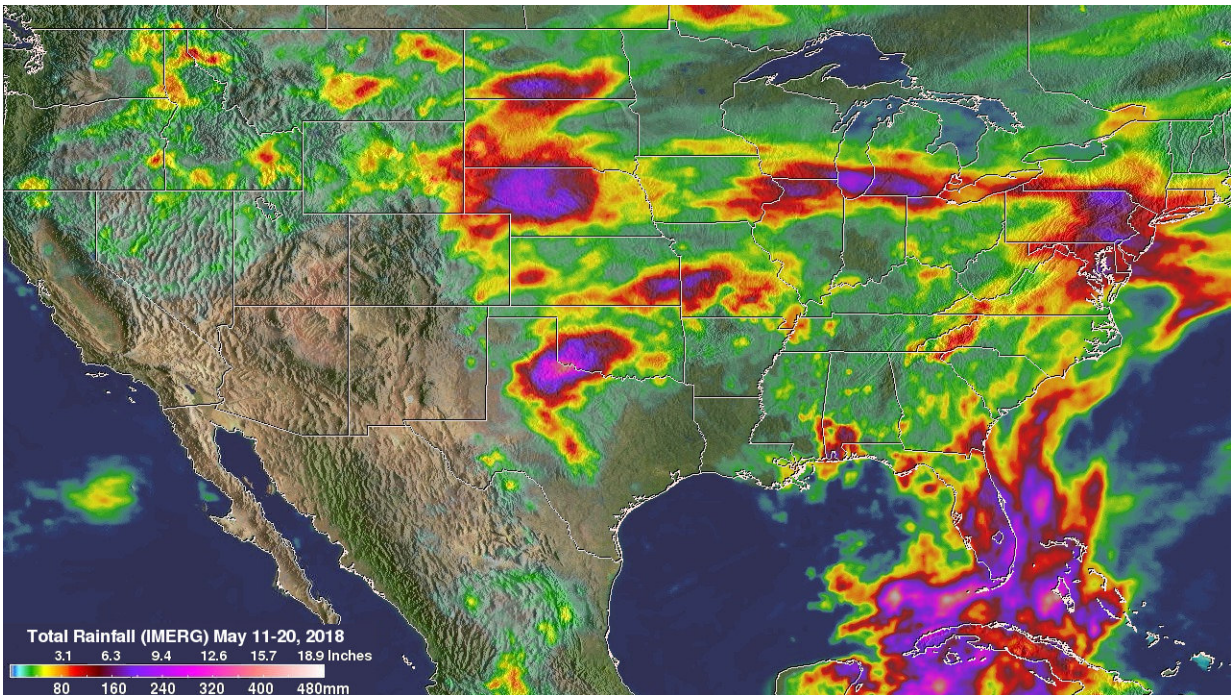 Total Rainfall (IMERG) May 11-20, 2018
3.1 6.3 9.4 12.6 15.7 18.9 Inches
80 160 240 320 400 480mm